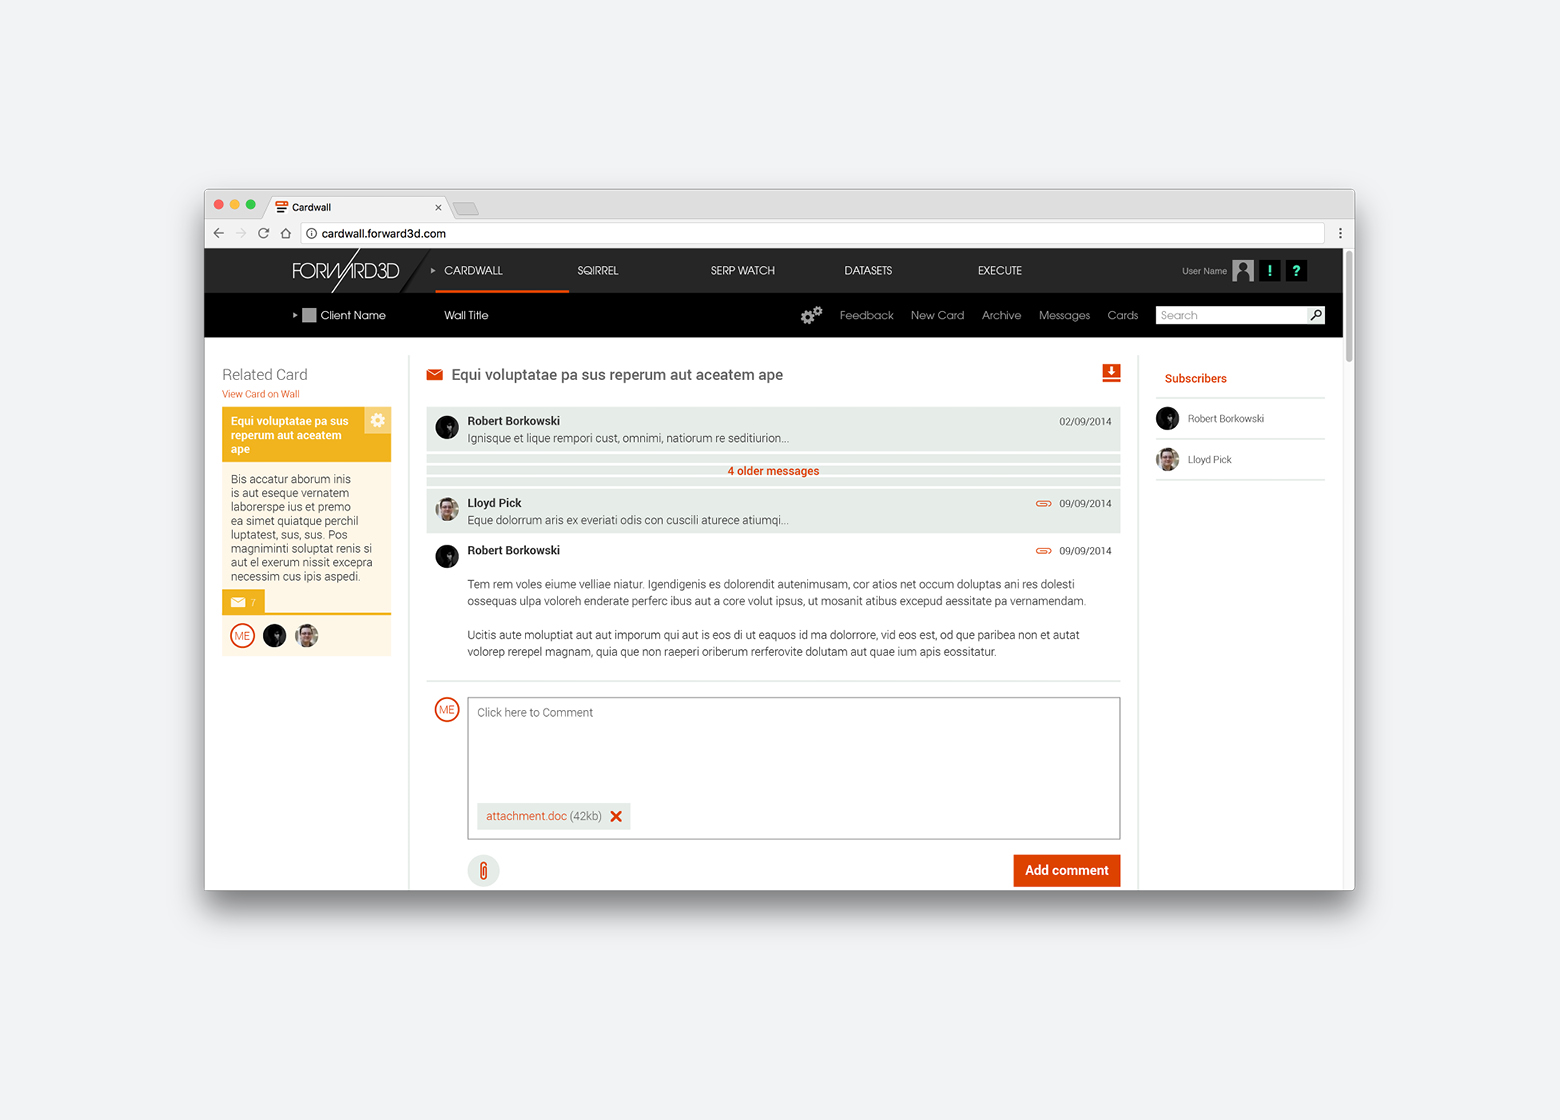 Cardwall
cardwall.forward3d.com
FORWARD3D
CARDWALL
SQIRREL
SERP WATCH
DATASETS
EXECUTE
User Name
!
?
Client Name
Wall Title
Feedback
New Card
Archive
Messages
Cards
Search
Related Card
View Card on Wall
Equi voluptatae pa sus
reperum aut aceatem
ape
Bis accatur aborum inis
is aut eseque vernatem
laborerspe ius et premo
ea simet quiatque perchil
luptatest, sus, sus. Pos
magniminti soluptat renis si
aut el exerum nissit excepra
necessim cus ipis aspedi.
7
ME
Equi voluptatae pa sus reperum aut aceatem ape
Robert Borkowski
02/09/2014
Ignisque et lique rempori cust, omnimi, natiorum re seditiurion...
4 older messages
Lloyd Pick
09/09/2014
Eque dolorrum aris ex everiati odis con cuscili aturece atiumqi...
Robert Borkowski
09/09/2014
Tem rem voles eiume velliae niatur. Igendigenis es dolorendit autenimusam, cor atios net occum doluptas ani res dolesti
ossequas ulpa voloreh enderate perferc ibus aut a core volut ipsus, ut mosanit atibus excepud aessitate pa vernamendam.
Ucitis aute moluptiat aut aut imporum qui aut is eos di ut eaquos id ma dolorrore, vid eos est, od que paribea non et autat
volorep rerepel magnam, quia que non raeperi oriberum rerferovite dolutam aut quae ium apis eossitatur.
ME
Click here to Comment
attachment.doc (42kb)
Add comment
Subscribers
Robert Borkowski
Lloyd Pick